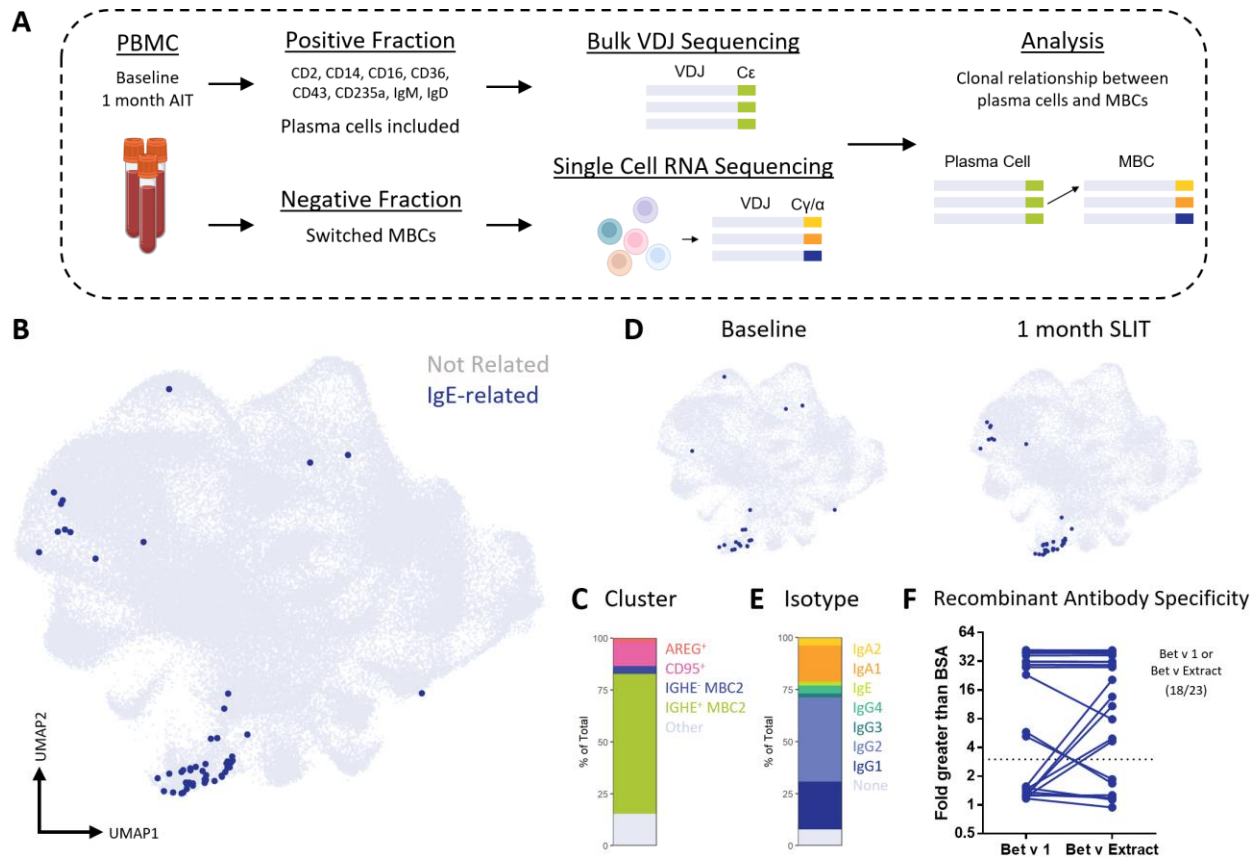 A
PBMC
Baseline
1 month AIT
Positive Fraction
CD2, CD14, CD16, CD36,
CD43, CD235a, IgM, IgD
Plasma cells included
Negative Fraction
Switched MBCs
Bulk VDJ Sequencing
VDJ Cε
Single Cell RNA Sequencing
VDJ Cγ/α
Analysis
Clonal relationship between
plasma cells and MBCs
Plasma Cell MBC
B
Not Related
IgE-related
UMAP2
UMAP1
D
Baseline 1 month SLIT
C Cluster
% of Total
100
75
50
25
0
AREG⁺
CD95⁺
IGHE⁻ MBC2
IGHE⁺ MBC2
Other
E Isotype
% of Total
100
75
50
25
0
IgA2
IgA1
IgE
IgG4
IgG3
IgG2
IgG1
None
F Recombinant Antibody Specificity
Fold greater than BSA
64
32
16
8
4
2
1
0.5
Bet v 1 Bet v Extract
Bet v 1 or
Bet v Extract
(18/23)